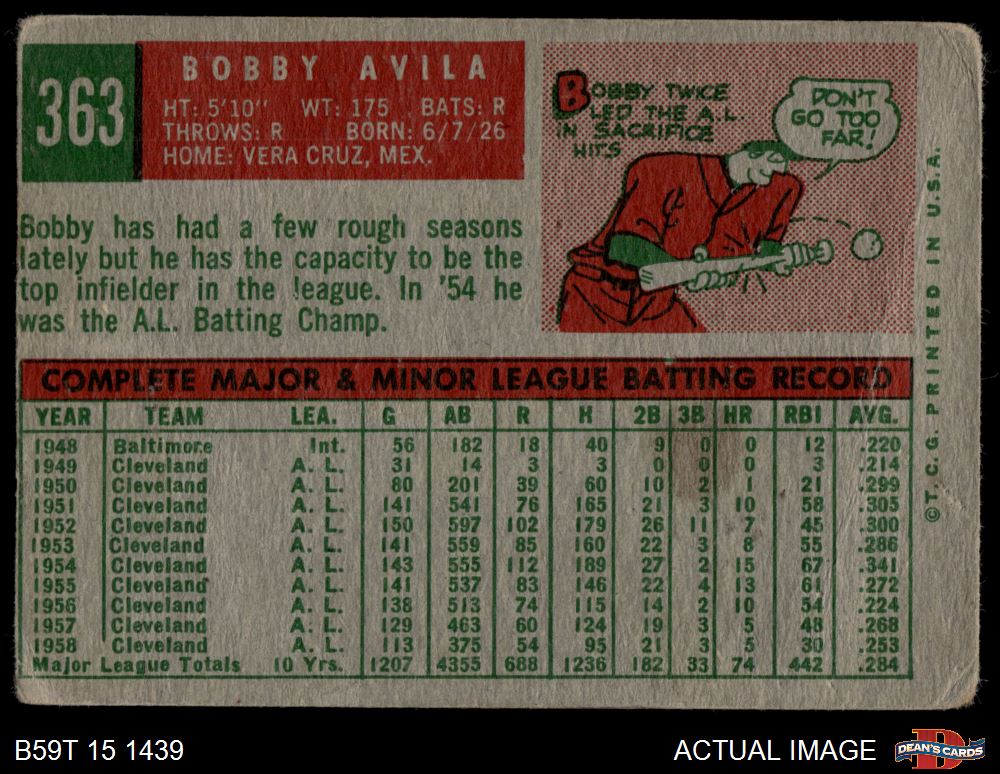 363
BOBBY AVILA
HT: 5'10" WT: 175 BATS: R
THROWS: R BORN: 6/7/26
HOME: VERA CRUZ, MEX.
BOBBY TWICE
LED THE A.L.
IN SACRIFICE
HITS
DON'T
GO TOO
FAR!
Bobby has had a few rough seasons
lately but he has the capacity to be the
top infielder in the league. In '54 he
was the A.L. Batting Champ.
COMPLETE MAJOR & MINOR LEAGUE BATTING RECORD
YEAR TEAM LEA. G AB R H 2B 3B HR RBI AVG.
1948 Baltimore Int. 56 182 18 40 9 0 0 12 .220
1949 Cleveland A. L. 31 14 3 3 0 0 0 3 .214
1950 Cleveland A. L. 80 201 39 60 10 2 1 21 .299
1951 Cleveland A. L. 141 541 76 165 21 3 10 58 .305
1952 Cleveland A. L. 150 597 102 179 26 11 7 45 .300
1953 Cleveland A. L. 141 559 85 160 22 3 8 55 .286
1954 Cleveland A. L. 143 555 112 189 27 2 15 67 .341
1955 Cleveland A. L. 141 537 83 146 22 4 13 61 .272
1956 Cleveland A. L. 138 513 74 115 14 2 10 54 .224
1957 Cleveland A. L. 129 463 60 124 19 3 5 48 .268
1958 Cleveland A. L. 113 375 54 95 21 3 5 30 .253
Major League Totals 10 Yrs. 1207 4355 688 1236 182 33 74 442 .284
©T. C. G. PRINTED IN U.S.A.
B59T 15 1439
ACTUAL IMAGE
D
DEAN'S CARDS